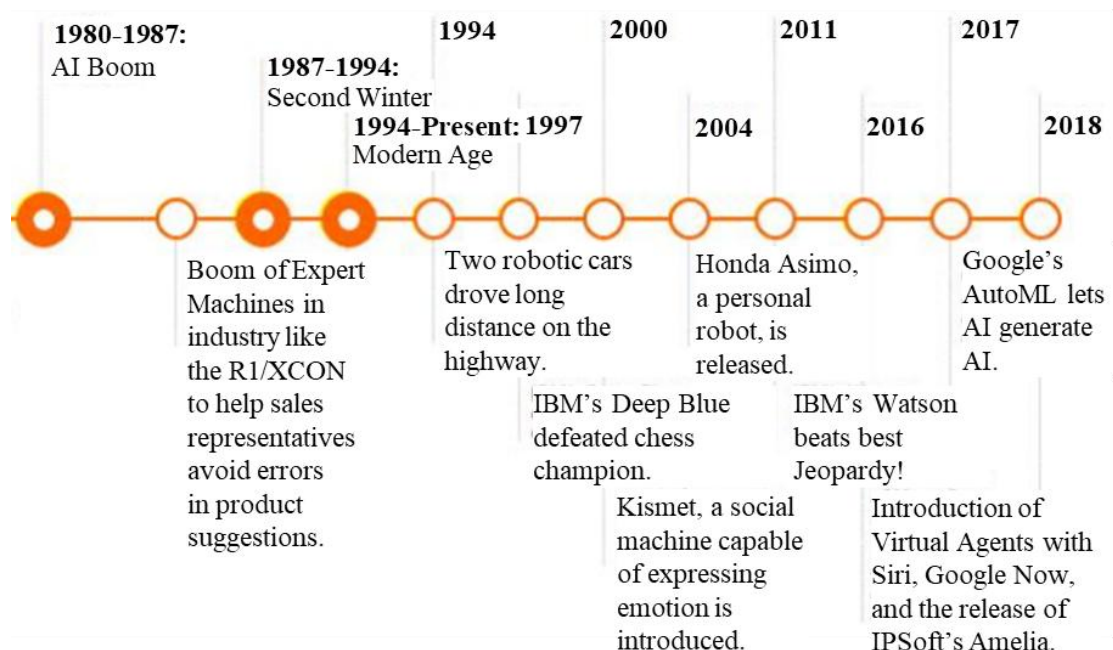 1980-1987:
AI Boom
1987-1994:
Second Winter
1994-Present:
Modern Age
1994
1997
2000
2004
2011
2016
2017
2018
Boom of Expert
Machines in
industry like
the R1/XCON
to help sales
representatives
avoid errors
in product
suggestions.
Two robotic cars
drove long
distance on the
highway.
IBM’s Deep Blue
defeated chess
champion.
Kismet, a social
machine capable
of expressing
emotion is
introduced.
Honda Asimo,
a personal
robot, is
released.
IBM’s Watson
beats best
Jeopardy!
Introduction of
Virtual Agents with
Siri, Google Now,
and the release of
IPSoft’s Amelia.
Google’s
AutoML lets
AI generate
AI.